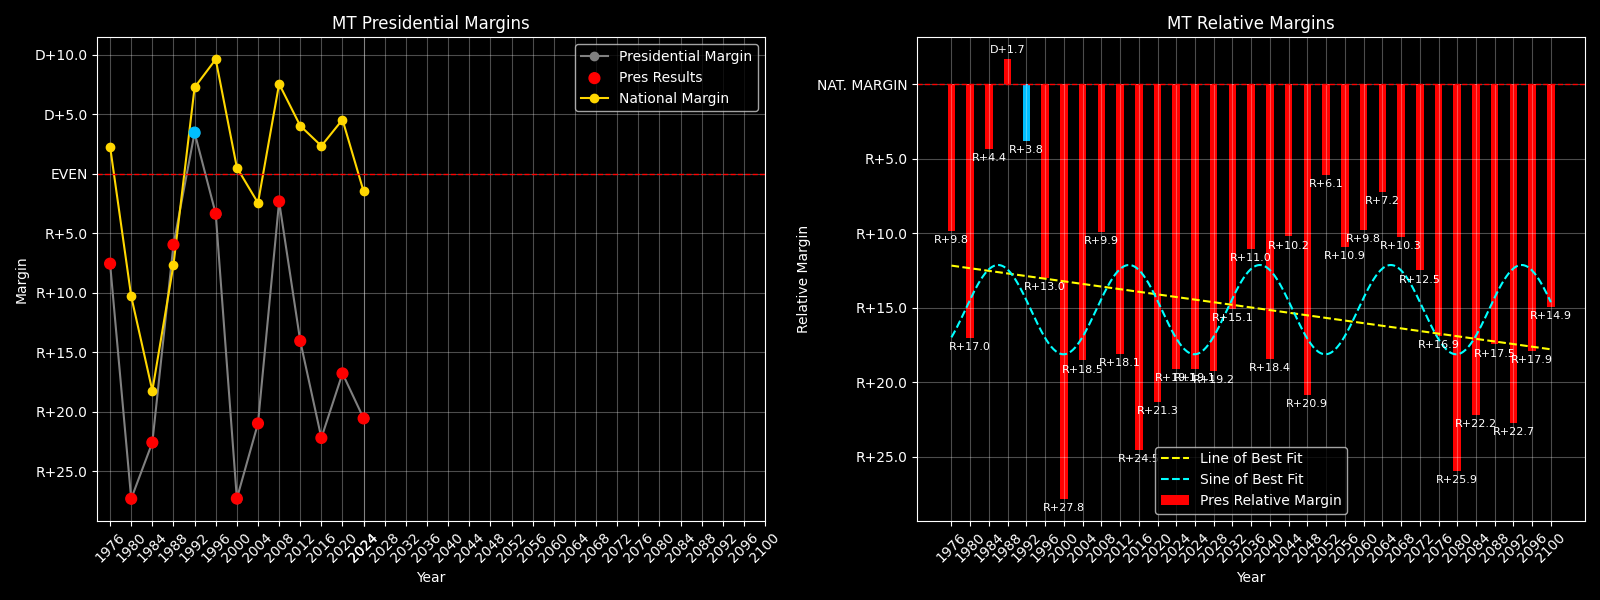 MT Presidential Margins
D+10.0
D+5.0
EVEN
R+5.0
R+10.0
R+15.0
R+20.0
R+25.0
Margin
Presidential Margin
Pres Results
National Margin
1976
1980
1984
1988
1992
1996
2000
2004
2008
2012
2016
2020
2024
2024
2028
2032
2036
2040
2044
2048
2052
2056
2060
2064
2068
2072
2076
2080
2084
2088
2092
2096
2100
Year
MT Relative Margins
NAT. MARGIN
R+5.0
R+10.0
R+15.0
R+20.0
R+25.0
Relative Margin
R+9.8
R+17.0
R+4.4
D+1.7
R+3.8
R+13.0
R+27.8
R+18.5
R+9.9
R+18.1
R+24.5
R+21.3
R+19.1
R+19.1
R+19.2
R+15.1
R+11.0
R+18.4
R+10.2
R+20.9
R+6.1
R+10.9
R+9.8
R+7.2
R+10.3
R+12.5
R+16.9
R+25.9
R+22.2
R+17.5
R+22.7
R+17.9
R+14.9
Line of Best Fit
Sine of Best Fit
Pres Relative Margin
1976
1980
1984
1988
1992
1996
2000
2004
2008
2012
2016
2020
2024
2024
2028
2032
2036
2040
2044
2048
2052
2056
2060
2064
2068
2072
2076
2080
2084
2088
2092
2096
2100
Year